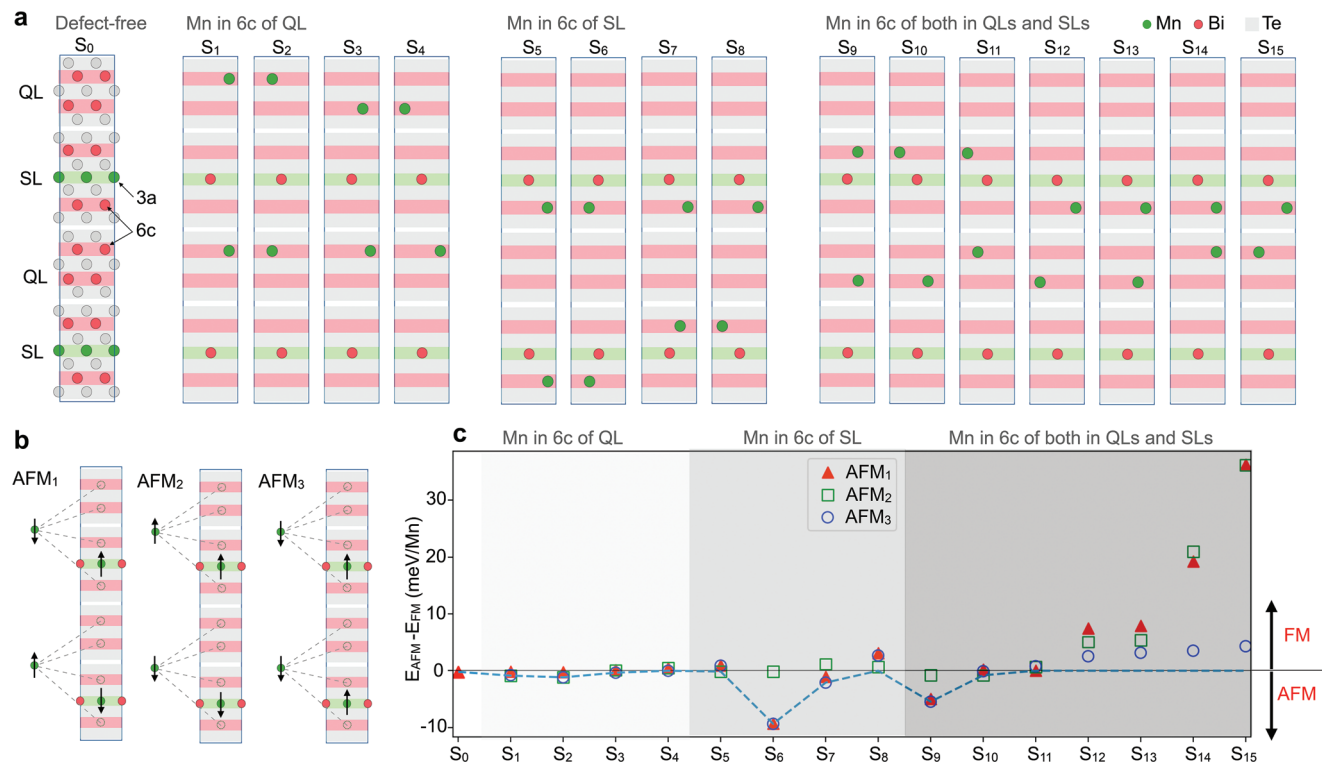 a
Defect-free
Mn in 6c of QL
Mn in 6c of SL
Mn in 6c of both in QLs and SLs
Mn
Bi
Te
S0
S1 S2 S3 S4
S5 S6 S7 S8
S9 S10 S11 S12 S13 S14 S15
QL
SL
3a
6c
QL
SL
b
AFM1
AFM2
AFM3
c
Mn in 6c of QL
Mn in 6c of SL
Mn in 6c of both in QLs and SLs
AFM1
AFM2
AFM3
EAFM -EFM (meV/Mn)
30
20
10
0
-10
FM
AFM
S0 S1 S2 S3 S4 S5 S6 S7 S8 S9 S10 S11 S12 S13 S14 S15